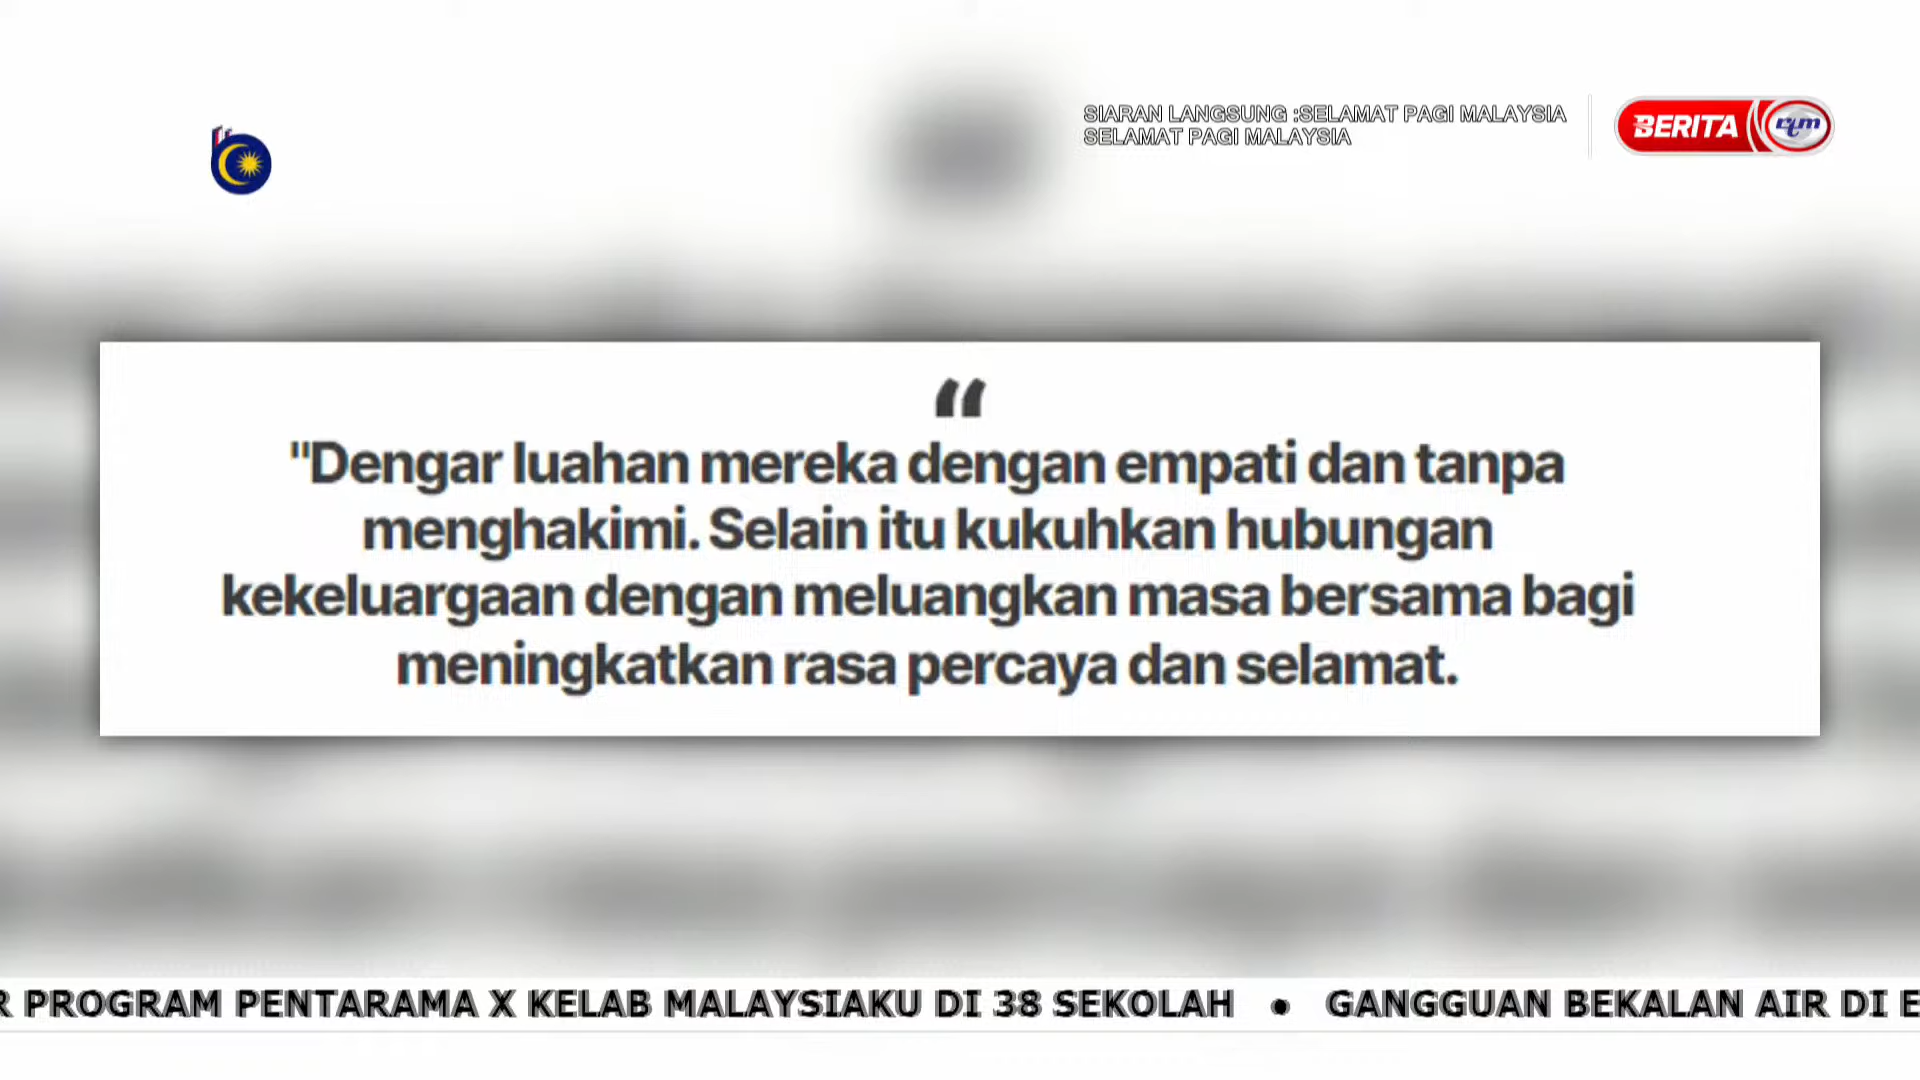 SIARAN LANGSUNG :SELAMAT PAGI MALAYSIA
SELAMAT PAGI MALAYSIA
BERITA rtm
“
"Dengar luahan mereka dengan empati dan tanpa
menghakimi. Selain itu kukuhkan hubungan
kekeluargaan dengan meluangkan masa bersama bagi
meningkatkan rasa percaya dan selamat.
R PROGRAM PENTARAMA X KELAB MALAYSIAKU DI 38 SEKOLAH • GANGGUAN BEKALAN AIR DI E